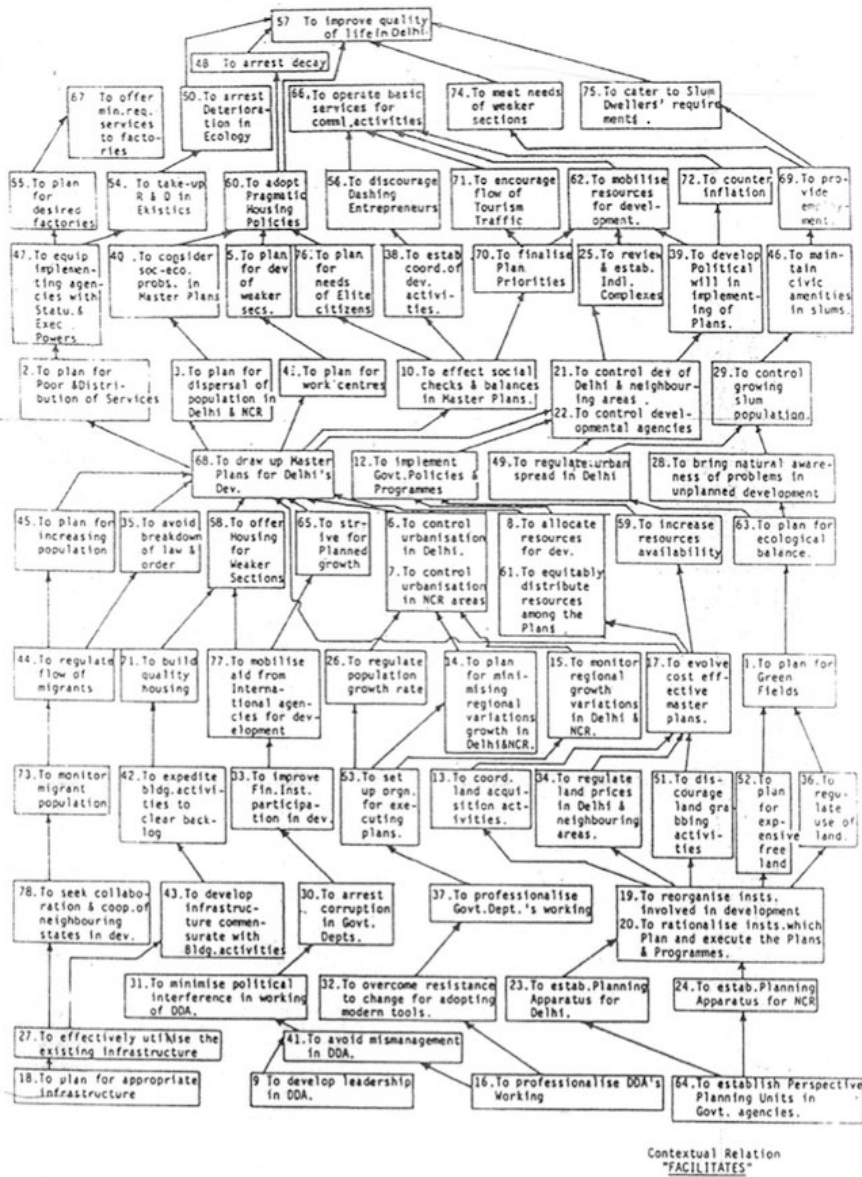 57 To improve quality
of life in Delhi.
48 To arrest decay
67 To offer
min.req.
services
to facto-
ries
50.To arrest
Deteriora-
tion in
Ecology
66.To operate basic
services for
comml.activities
74.To meet needs
of weaker
sections
75.To cater to Slum
Dwellers' require
ments .
55.To plan
for
desired
factories
54. To take-up
R & D in
Ekistics
60.To adopt
Pragmatic
Housing
Policies
56.To discourage
Dashing
Entrepreneurs
71.To encourage
flow of
Tourism
Traffic
62.To mobilise
resources
for devel-
opment.
72.To counter
inflation
69.To pro-
vide
employ-
ment.
47.To equip
implemen-
ting agen-
cies with
Statu.&
Exec .
Powers
40 .To consider
soc-eco.
probs. in
Master Plans
5.To plan
for dev
of
weaker
secs.
76.To plan
for
needs
of Elite
citizens
38.To estab
coord.of
dev.
activi-
ties.
70.To finalise
Plan
Priorities
25.To review
& estab.
Indl.
Complexes
39.To develop
Political
will in
implement-
ing of
Plans.
46.To main-
tain
civic
amenities
in slums.
2.To plan for
Poor &Distri-
bution of Services
3.To plan for
dispersal of
population in
Delhi & NCR
4.To plan for
work centres
10.To effect social
checks & balances
in Master Plans.
21.To control dev of
Delhi & neighbour-
ing areas .
22.To control devel-
opmental agencies
29.To control
growing
slum
population.
68.To draw up Master
Plans for Delhi's
Dev.
12.To implement
Govt.Policies &
Programmes
49.To regulate urban
spread in Delhi
28.To bring natural aware-
ness of problems in
unplanned development
45.To plan for
increasing
population
35.To avoid
breakdown
of law &
order
58.To offer
Housing
for
Weaker
Sections
65.To str-
ive for
Planned
growth
6.To control
urbanisation
in Delhi.
7.To control
urbanisation
in NCR areas
8.To allocate
resources
for dev.
61.To equitably
distribute
resources
among the
Plans
59.To increase
resources
availability
63.To plan for
ecological
balance.
44.To regulate
flow of
migrants
71.To build
quality
housing
77.To mobilise
aid from
Interna-
tional
agencies
for deve-
lopment
26.To regulate
population
growth rate
14.To plan
for mini-
mising
regional
variations
growth in
Delhi&NCR.
15.To monitor
regional
growth
variations
in Delhi &
NCR.
17.To evolve
cost eff-
ective
master
plans.
1.To plan for
Green
Fields
73.To monitor
migrant
population
42.To expedite
bldg.activi-
ties to
clear back-
log
33.To improve
Fin.Inst.
participa-
tion in dev.
53.To set
up orgn.
for exec-
uting
plans.
13.To coord.
land acqui-
sition act-
ivities.
34.To regulate
land prices
in Delhi &
neighbouring
areas.
51.To dis-
courage
land gra-
bbing
activi-
ties
52.To
plan
for
exp-
ensive
free
land
36.To
regu-
late
use of
land.
78.To seek collabo-
ration & coop.of
neighbouring
states in dev.
43.To develop
infrastruc-
ture commen-
surate with
Bldg.activities
30.To arrest
corruption
in Govt.
Depts.
37.To professionalise
Govt.Dept.'s working
19.To reorganise insts.
involved in development
20.To rationalise insts.which
Plan and execute the Plans
& Programmes.
31.To minimise political
interference in working
of DDA.
32.To overcome resistance
to change for adopting
modern tools.
23.To estab.Planning
Apparatus for
Delhi.
24.To estab.Planning
Apparatus for NCR
27.To effectively utilise the
existing infrastructure
41.To avoid mismanagement
in DDA.
18.To plan for appropriate
infrastructure
9 To develop leadership
in DDA.
16.To professionalise DDA's
Working
64.To establish Perspective
Planning Units in
Govt. agencies.
Contextual Relation
"FACILITATES"